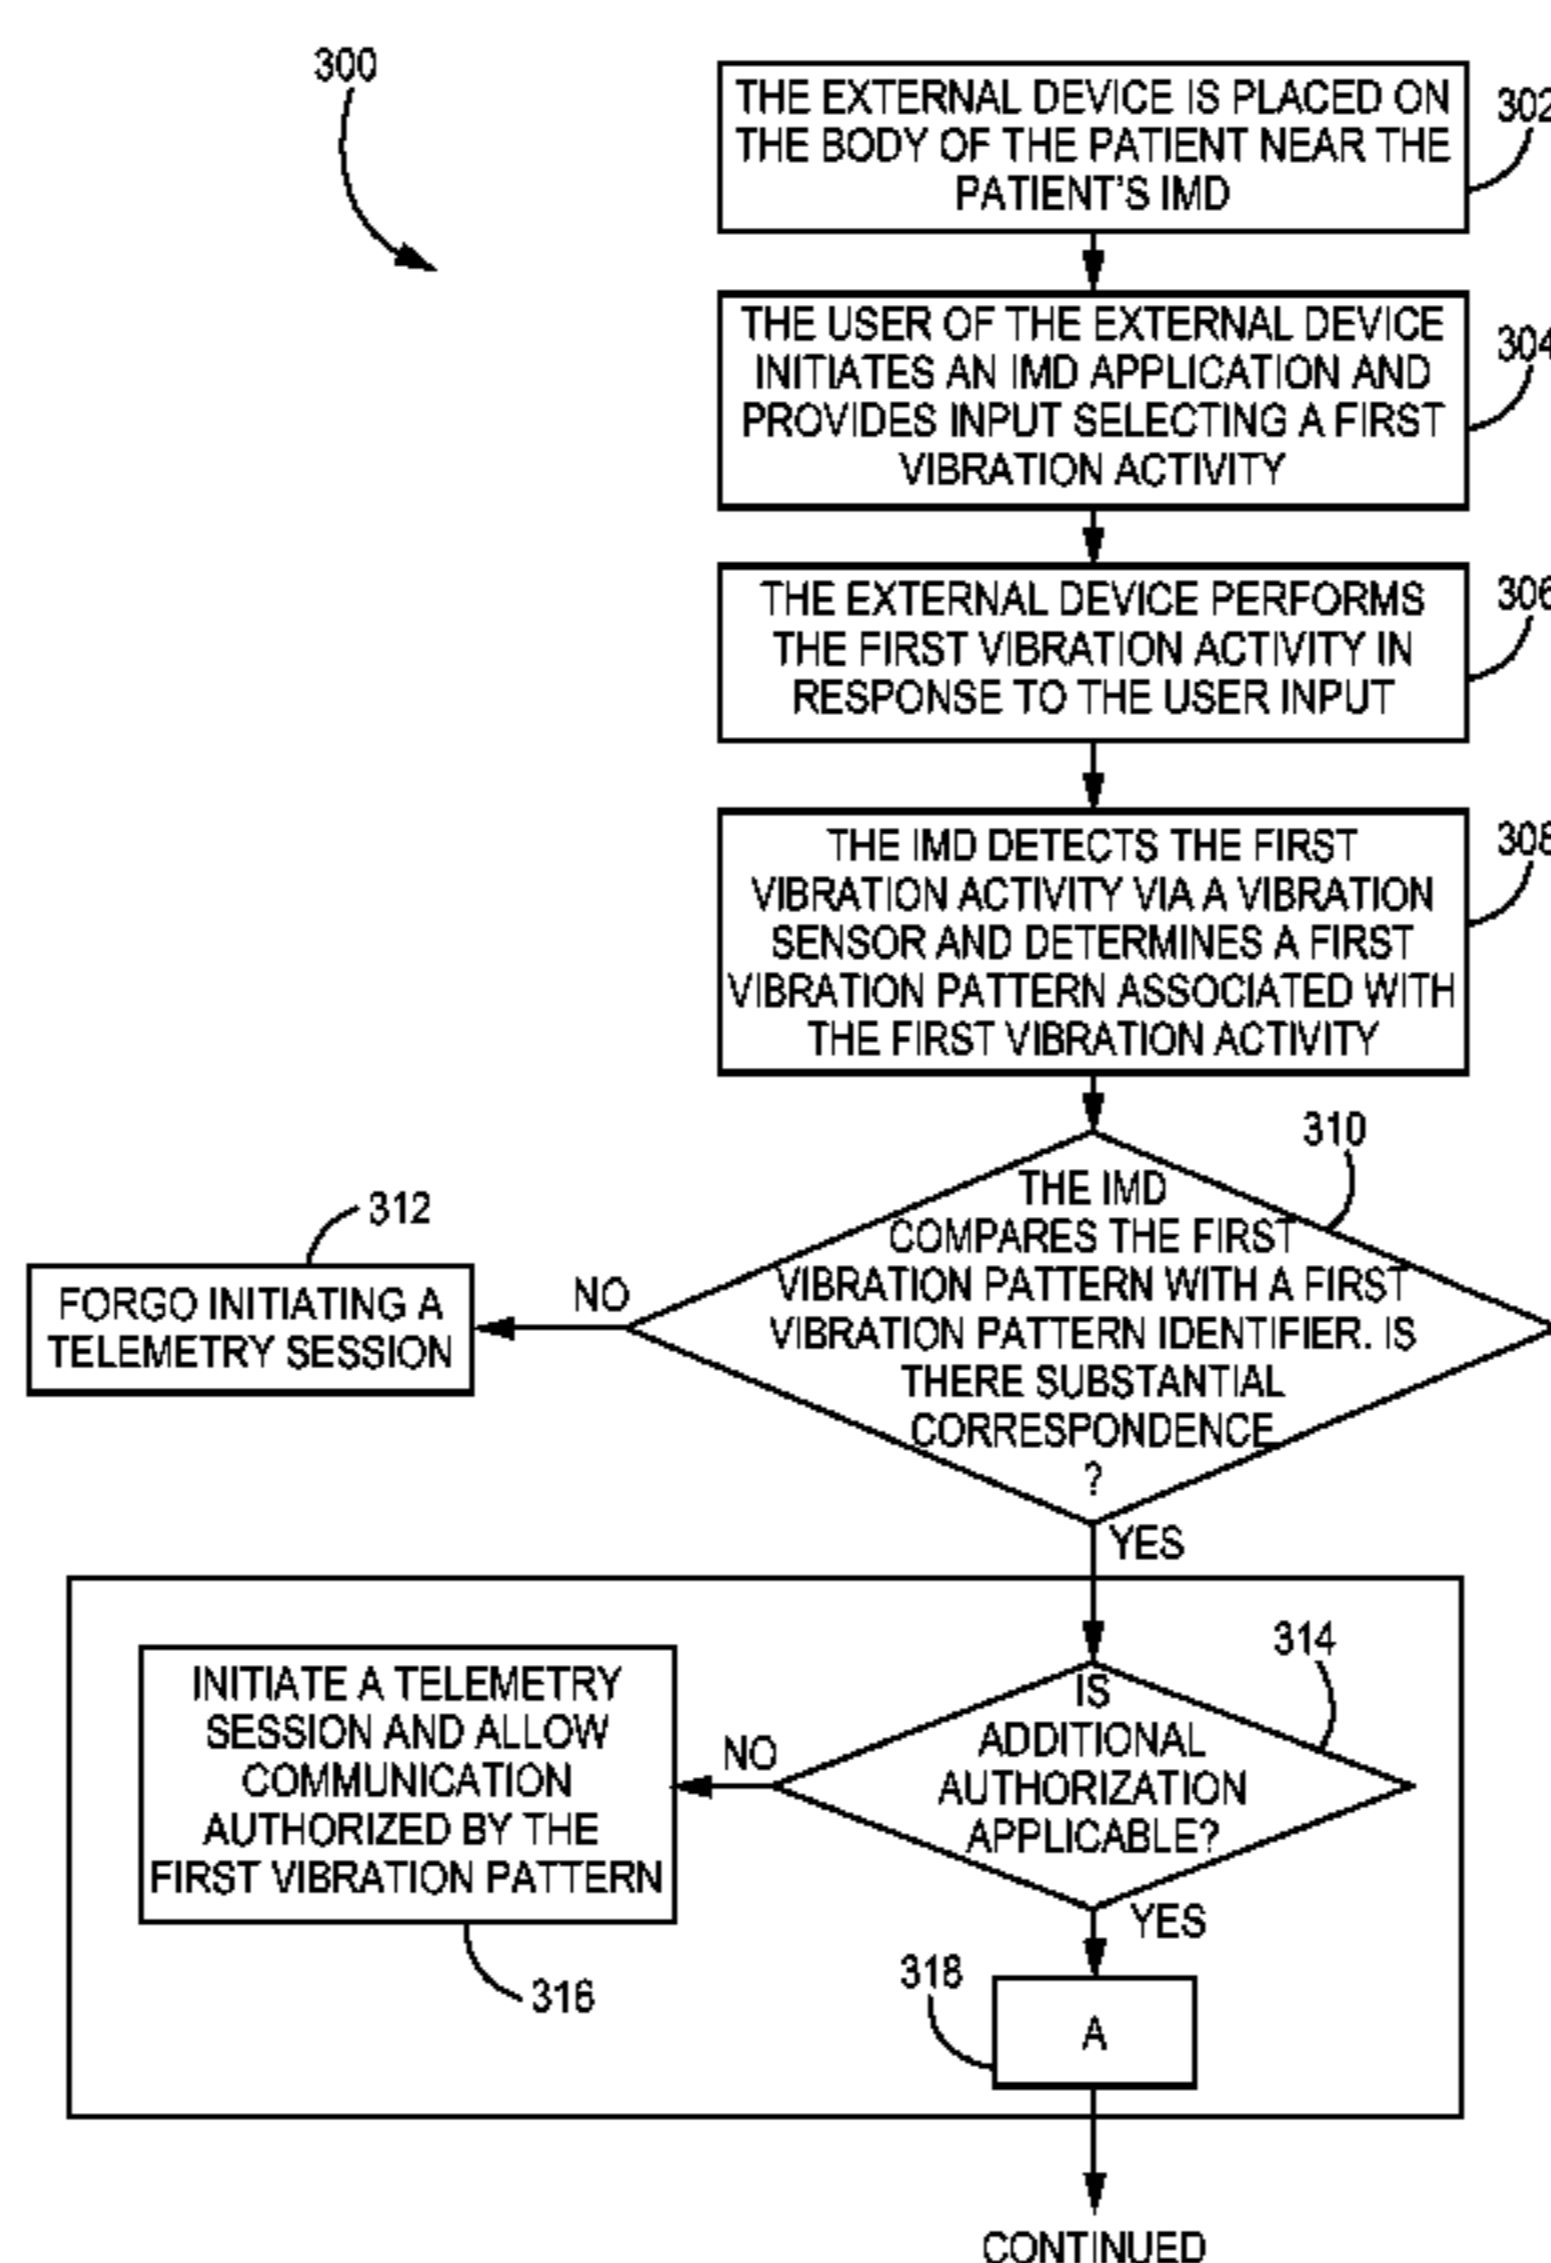 300
THE EXTERNAL DEVICE IS PLACED ON
THE BODY OF THE PATIENT NEAR THE
PATIENT'S IMD
302
THE USER OF THE EXTERNAL DEVICE
INITIATES AN IMD APPLICATION AND
PROVIDES INPUT SELECTING A FIRST
VIBRATION ACTIVITY
304
THE EXTERNAL DEVICE PERFORMS
THE FIRST VIBRATION ACTIVITY IN
RESPONSE TO THE USER INPUT
306
THE IMD DETECTS THE FIRST
VIBRATION ACTIVITY VIA A VIBRATION
SENSOR AND DETERMINES A FIRST
VIBRATION PATTERN ASSOCIATED WITH
THE FIRST VIBRATION ACTIVITY
308
310
THE IMD
COMPARES THE FIRST
VIBRATION PATTERN WITH A FIRST
VIBRATION PATTERN IDENTIFIER. IS
THERE SUBSTANTIAL
CORRESPONDENCE
?
NO
312
FORGO INITIATING A
TELEMETRY SESSION
YES
314
IS
ADDITIONAL
AUTHORIZATION
APPLICABLE?
NO
INITIATE A TELEMETRY
SESSION AND ALLOW
COMMUNICATION
AUTHORIZED BY THE
FIRST VIBRATION PATTERN
316
YES
318
A
CONTINUED